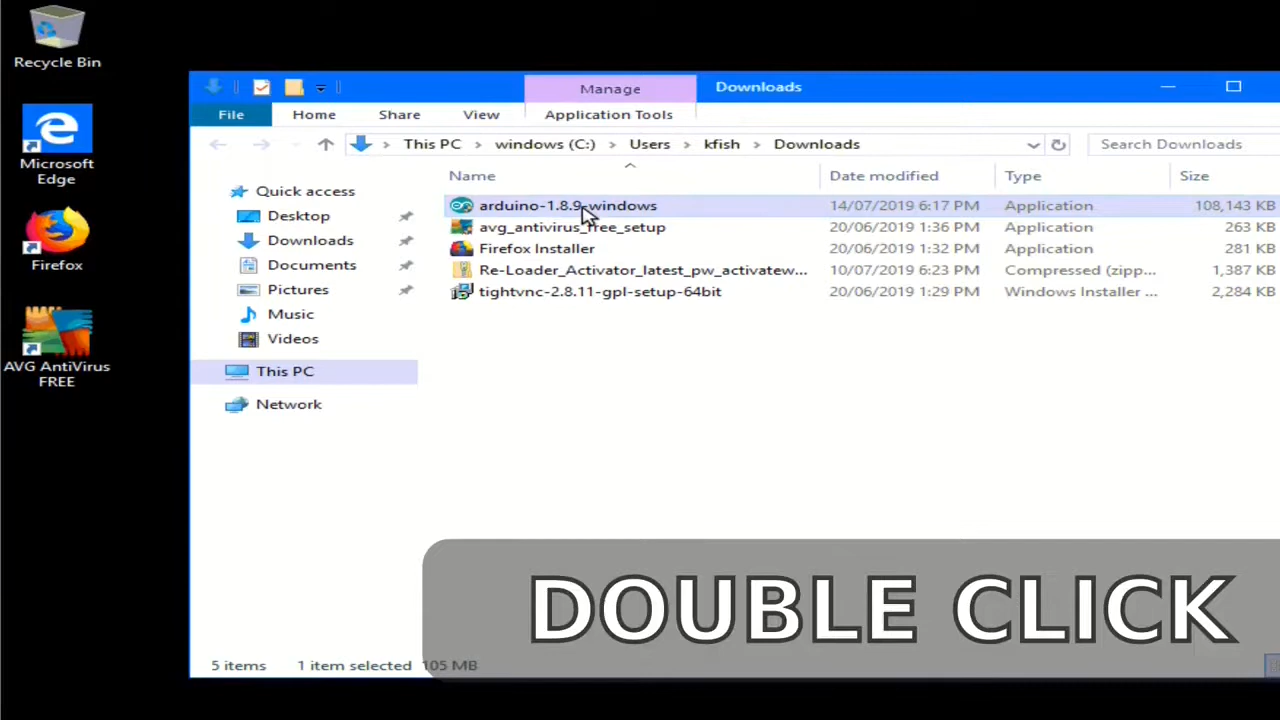 Recycle Bin
Microsoft
Edge
Firefox
AVG AntiVirus
FREE
Manage
Downloads
File
Home
Share
View
Application Tools
This PC
windows (C:)
Users
kfish
Downloads
Search Downloads
Name
Date modified
Type
Size
Quick access
Desktop
Downloads
Documents
Pictures
Music
Videos
This PC
Network
arduino-1.8.9-windows 14/07/2019 6:17 PM Application 108,143 KB
avg_antivirus_free_setup 20/06/2019 1:36 PM Application 263 KB
Firefox Installer 20/06/2019 1:32 PM Application 281 KB
Re-Loader_Activator_latest_pw_activatew... 10/07/2019 6:23 PM Compressed (zipp... 1,387 KB
tightvnc-2.8.11-gpl-setup-64bit 20/06/2019 1:29 PM Windows Installer ... 2,284 KB
DOUBLE CLICK
5 items 1 item selected 105 MB